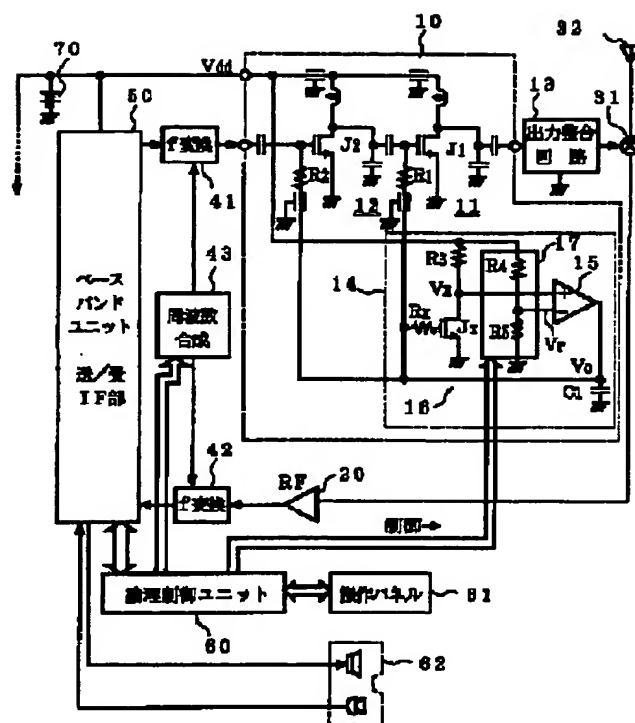 10
32
70
Vdd
50
13
31
f変換
J2
J1
出力整合
回路
R2
R1
41
12
11
17
43
14
R3
R4
15
ベース
バンド
ユニット
送/受
IF部
周波数
合成
Vx
Rx
Jx
R5
Vr
Vo
C1
16
42
RF
20
f変換
制御→
論理制御ユニット
操作パネル
61
60
62